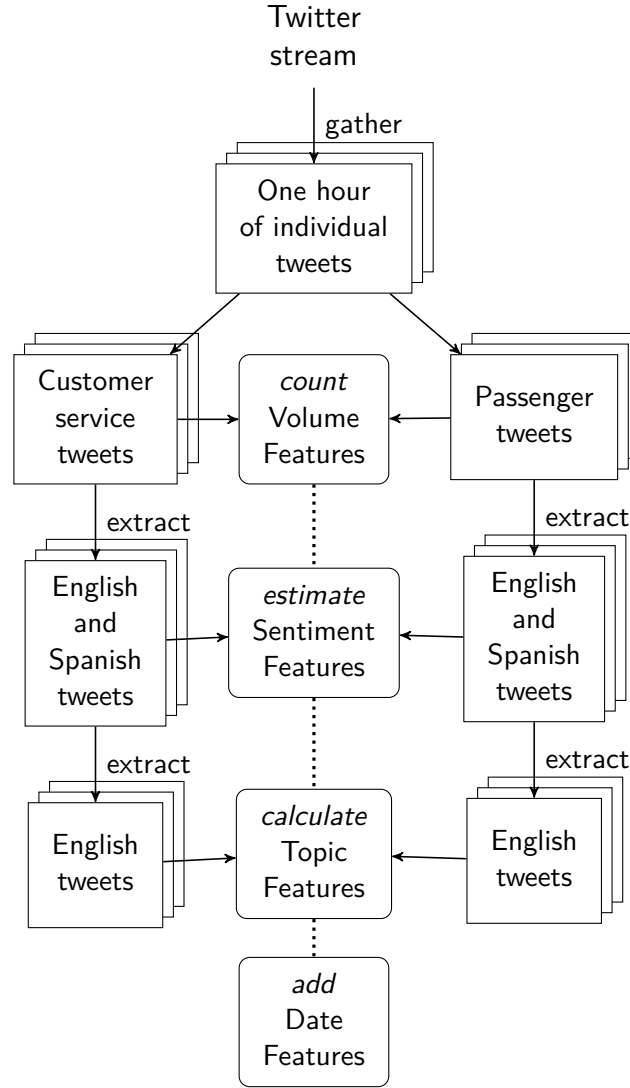 Twitter
stream
gather
One hour
of individual
tweets
Customer
service
tweets
count
Volume
Features
Passenger
tweets
extract
extract
English
and
Spanish
tweets
estimate
Sentiment
Features
English
and
Spanish
tweets
extract
extract
English
tweets
calculate
Topic
Features
English
tweets
add
Date
Features